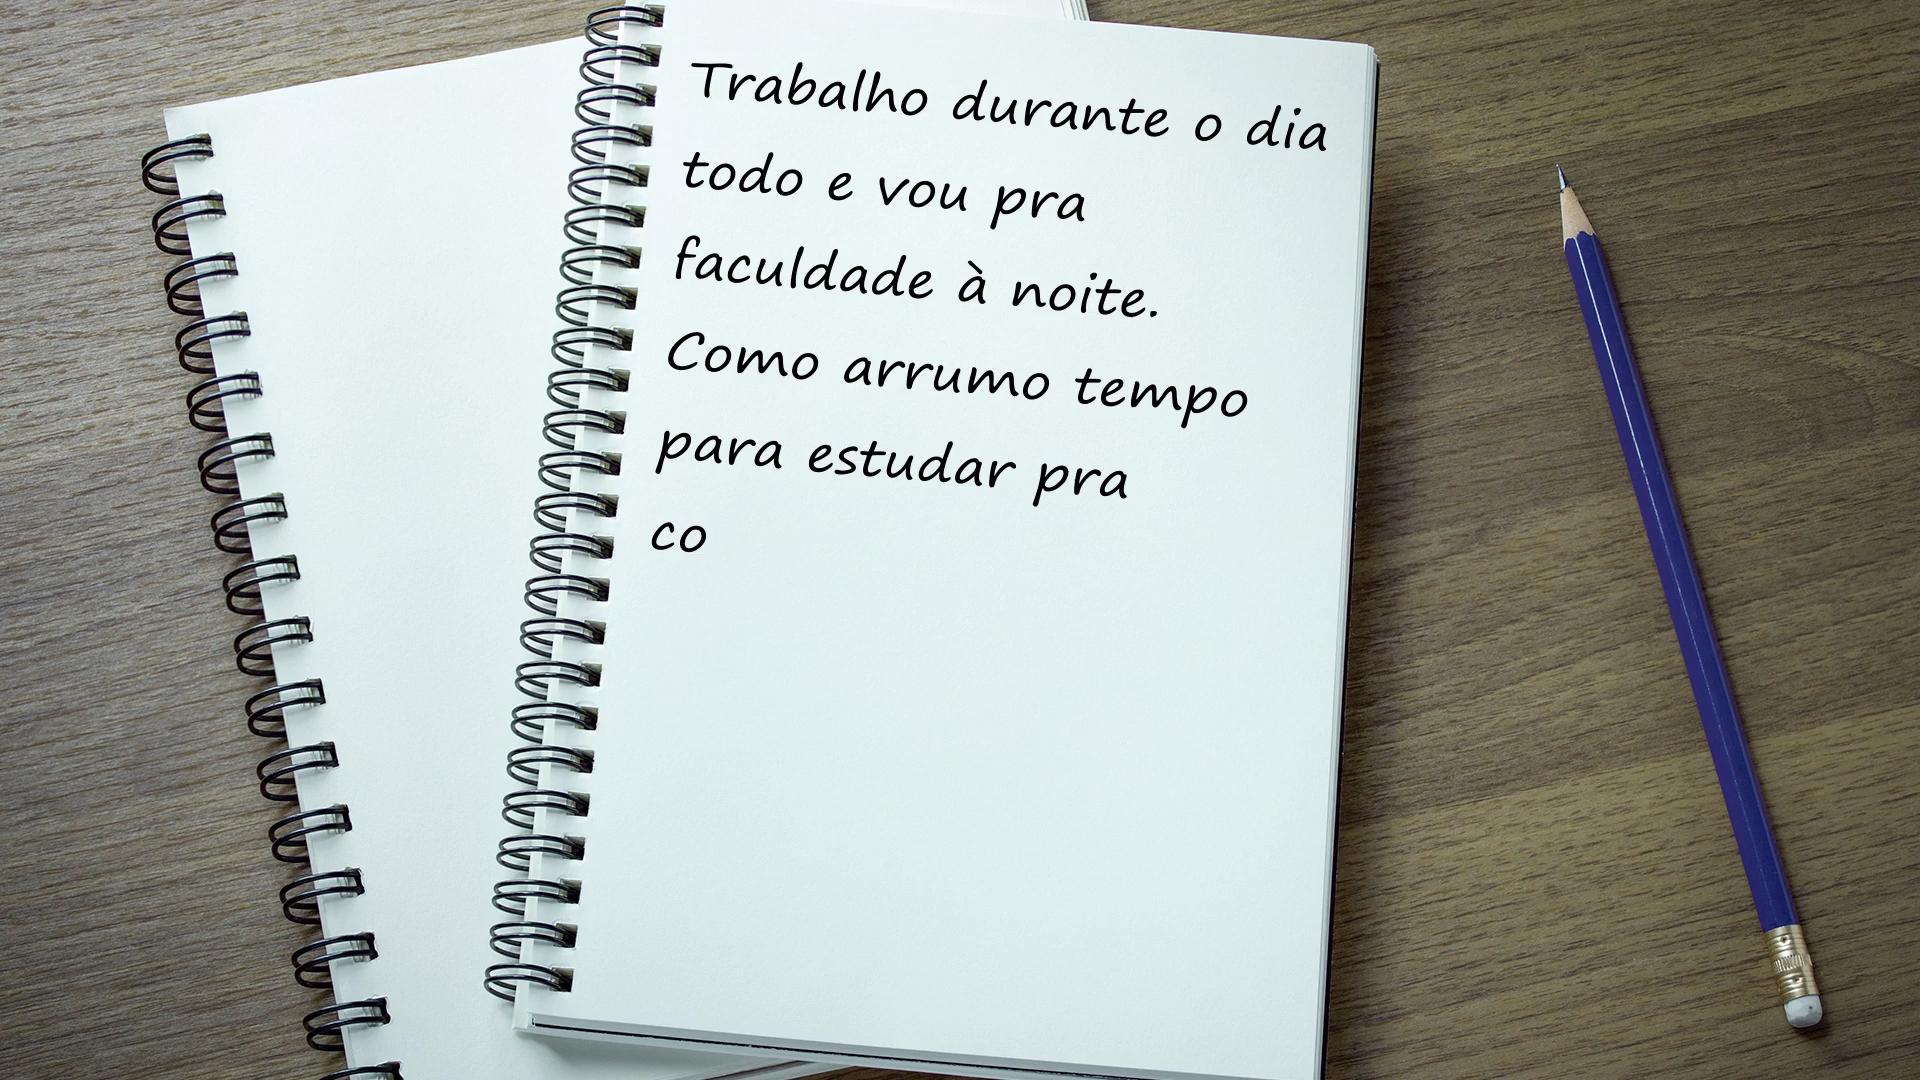 Trabalho durante o dia
todo e vou pra
faculdade à noite.
Como arrumo tempo
para estudar pra
co